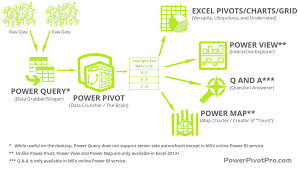 Raw Data
Raw Data
EXCEL PIVOTS/CHARTS/GRID
(Versatile, Ubiquitous, and Underrated)
Insightful
Metrics
POWER VIEW**
(Interactive Explorer)
Q AND A***
(Question Answerer)
POWER QUERY*
(Data Grabber/Shaper)
POWER PIVOT
(Data Cruncher / The Brain)
POWER MAP**
(Map Charter / Creator of "Tours")
* While useful on the desktop, Power Query does not support server-side autorefresh except in MS's online Power BI service
** Unlike Power Pivot, Power View and Power Map are only available in Excel 2013+
*** Q & A is only available in MS's online Power BI service
PowerPivotPro.com